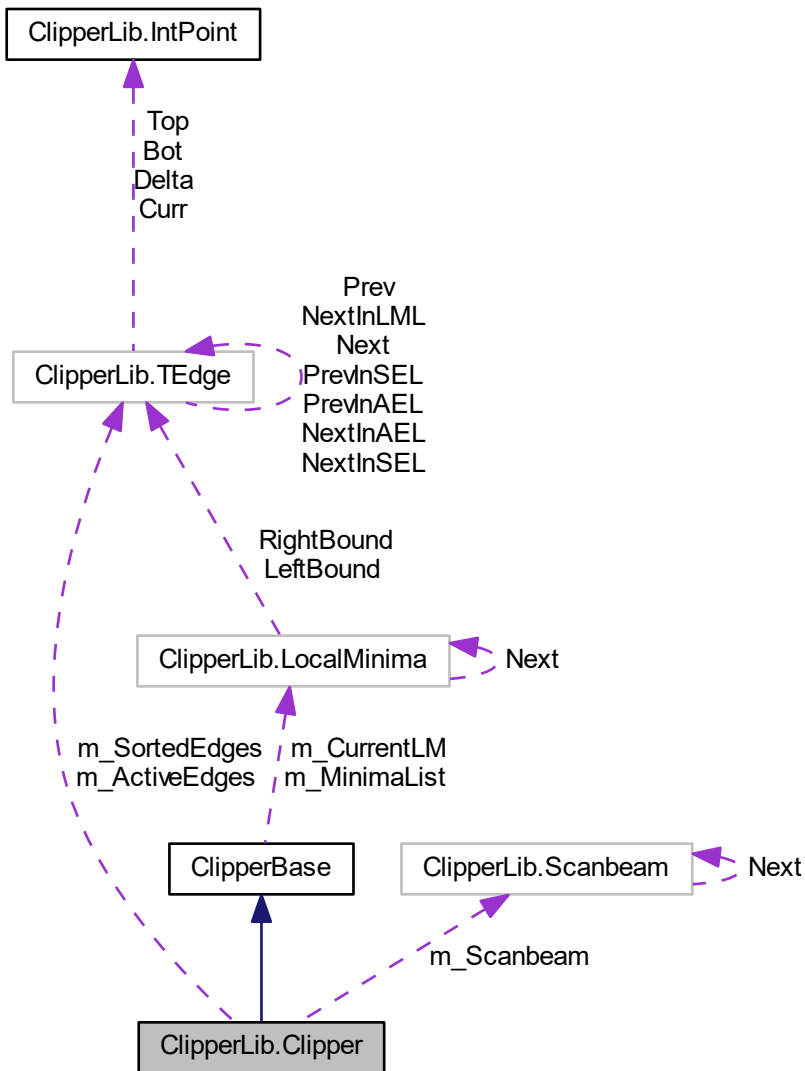 ClipperLib.IntPoint
Top
Bot
Delta
Curr
Prev
NextInLML
Next
PrevInSEL
PrevInAEL
NextInAEL
NextInSEL
ClipperLib.TEdge
RightBound
LeftBound
ClipperLib.LocalMinima
Next
m_SortedEdges
m_ActiveEdges
m_CurrentLM
m_MinimaList
ClipperBase
ClipperLib.Scanbeam
Next
m_Scanbeam
ClipperLib.Clipper